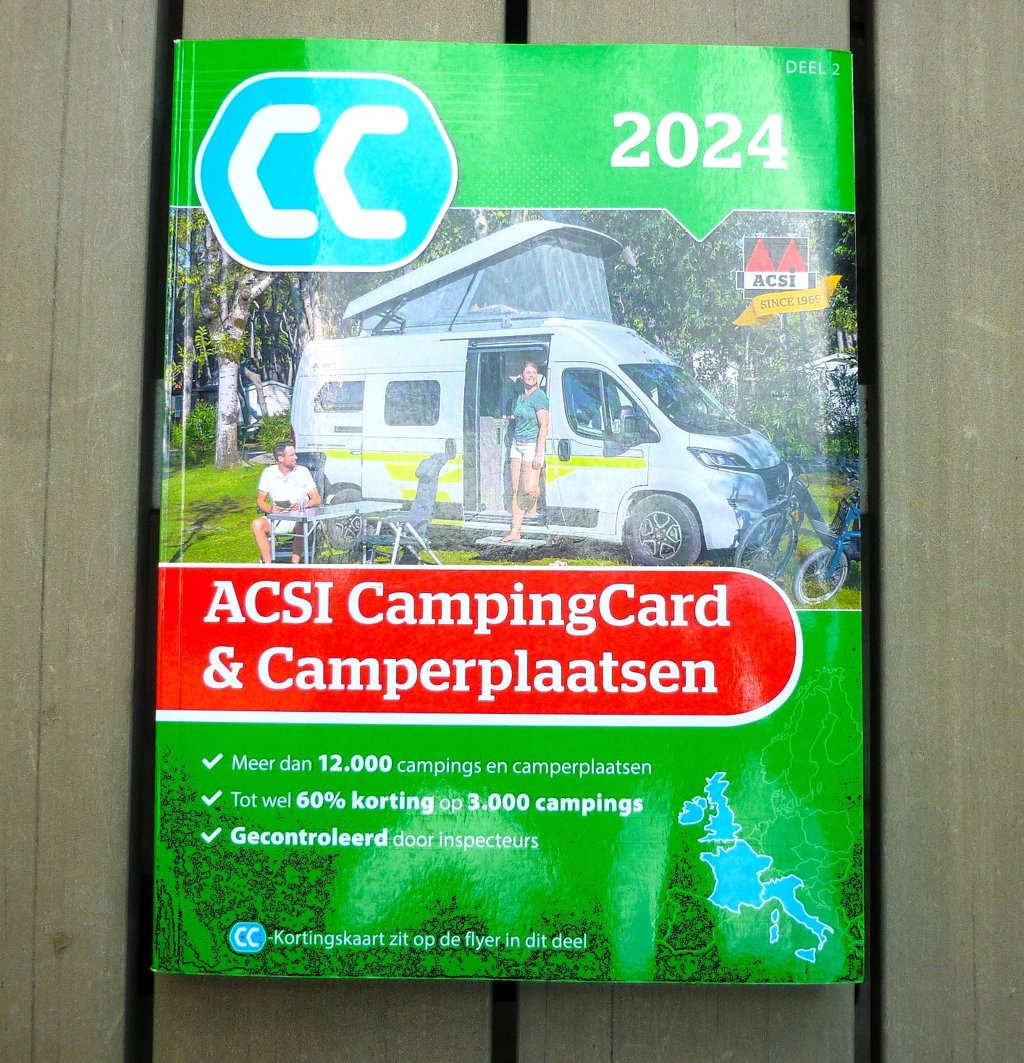 DEEL 2
CC
2024
ACSI
SINCE 1965
ACSI CampingCard
& Camperplaatsen
Meer dan 12.000 campings en camperplaatsen
Tot wel 60% korting op 3.000 campings
Gecontroleerd door inspecteurs
CC-Kortingskaart zit op de flyer in dit deel